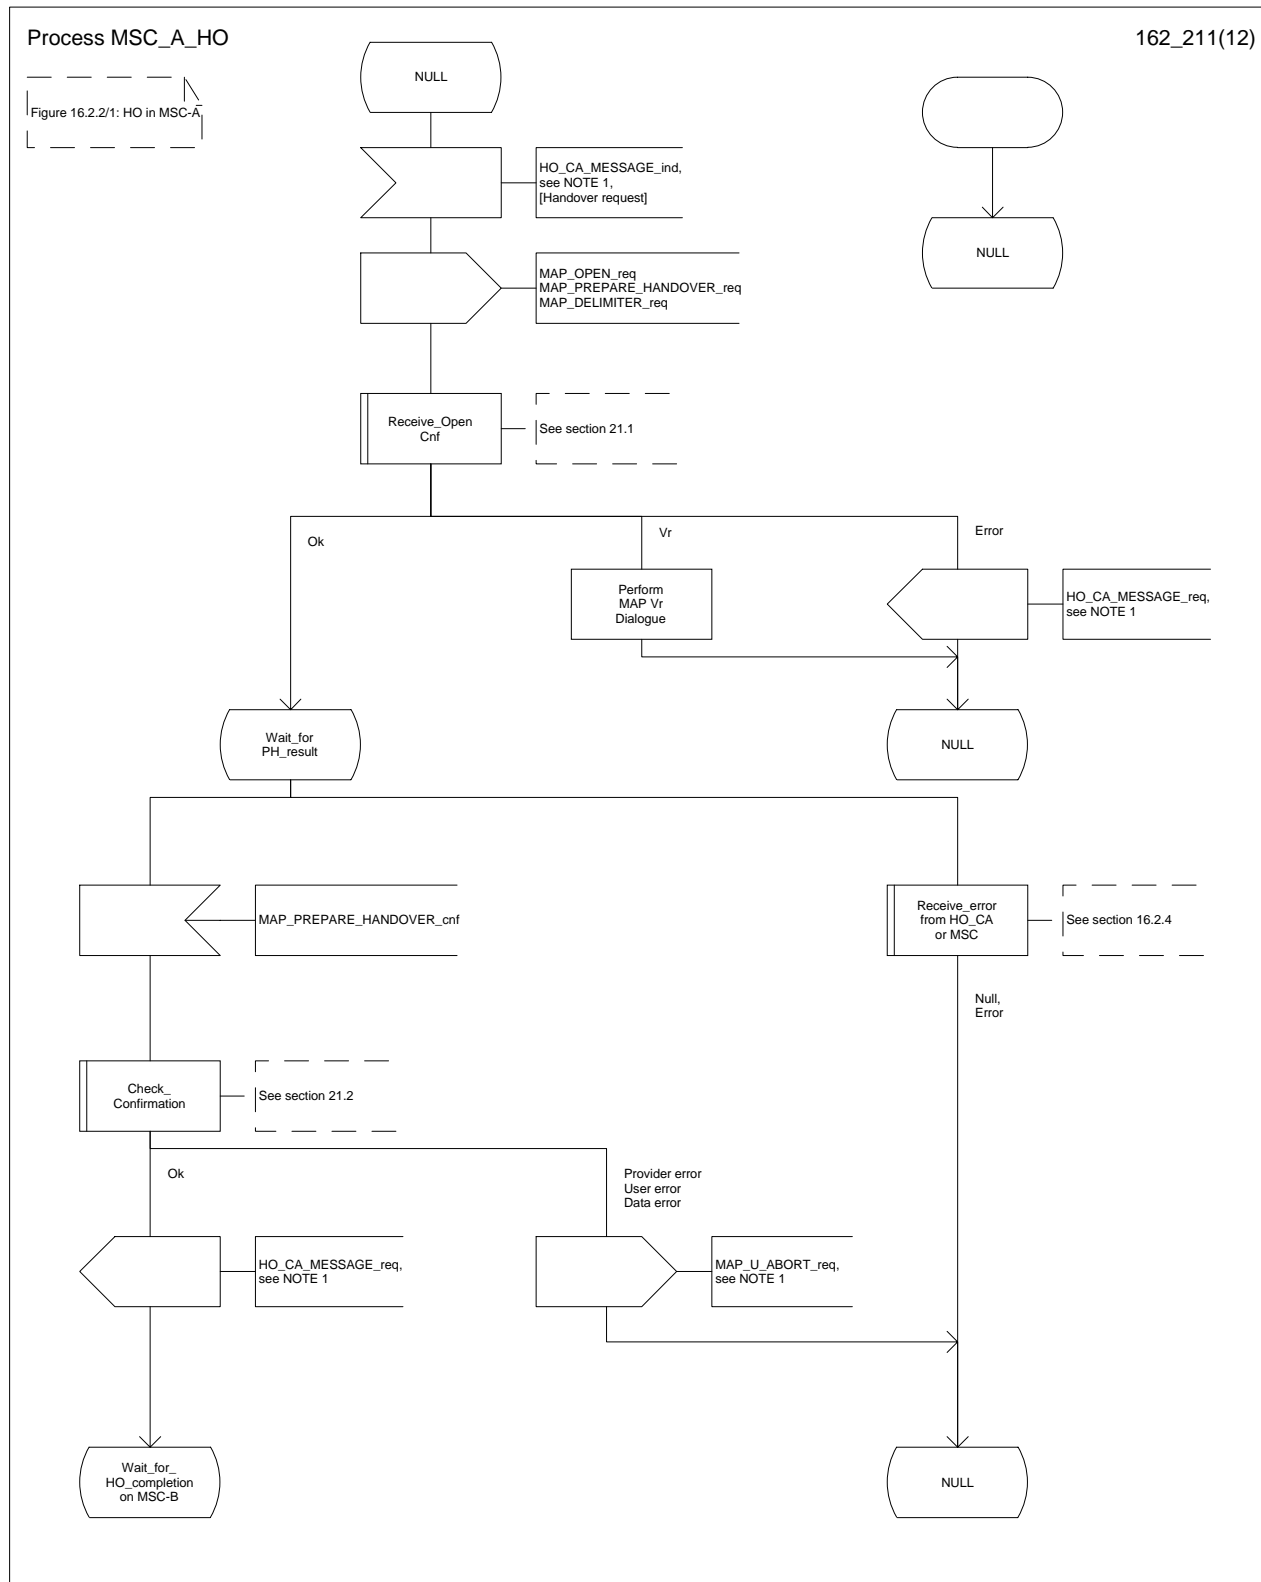 Process MSC_A_HO
162_211(12)
Figure 16.2.2/1: HO in MSC-A
NULL
HO_CA_MESSAGE_ind,
see NOTE 1,
[Handover request]
NULL
MAP_OPEN_req
MAP_PREPARE_HANDOVER_req
MAP_DELIMITER_req
Receive_Open
Cnf
See section 21.1
Ok
Vr
Error
Perform
MAP Vr
Dialogue
HO_CA_MESSAGE_req,
see NOTE 1
Wait_for
PH_result
NULL
MAP_PREPARE_HANDOVER_cnf
Receive_error
from HO_CA
or MSC
See section 16.2.4
Null,
Error
Check_
Confirmation
See section 21.2
Ok
Provider error
User error
Data error
HO_CA_MESSAGE_req,
see NOTE 1
MAP_U_ABORT_req,
see NOTE 1
Wait_for_
HO_completion
on MSC-B
NULL